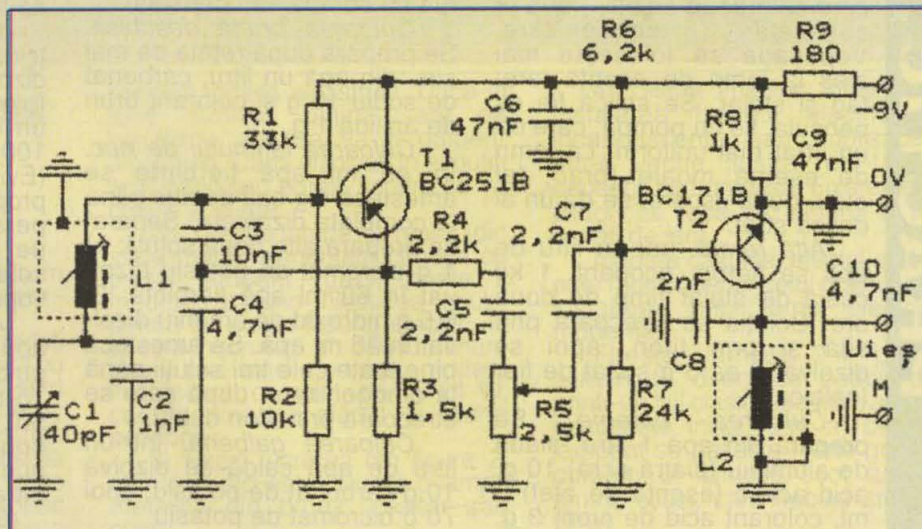 R6
6,2k
R9
180
-9V
R1
33k
C6
47nF
R8
1k
C9
47nF
T1
BC251B
0V
BC171B
T2
C7
2,2nF
R4
2,2k
C3
10nF
L1
2nF
C10
4,7nF
C4
4,7nF
C5
2,2nF
Uies
C8
M
C1
40pF
C2
1nF
R2
10k
R3
1,5k
R5
2,5k
R7
24k
L2